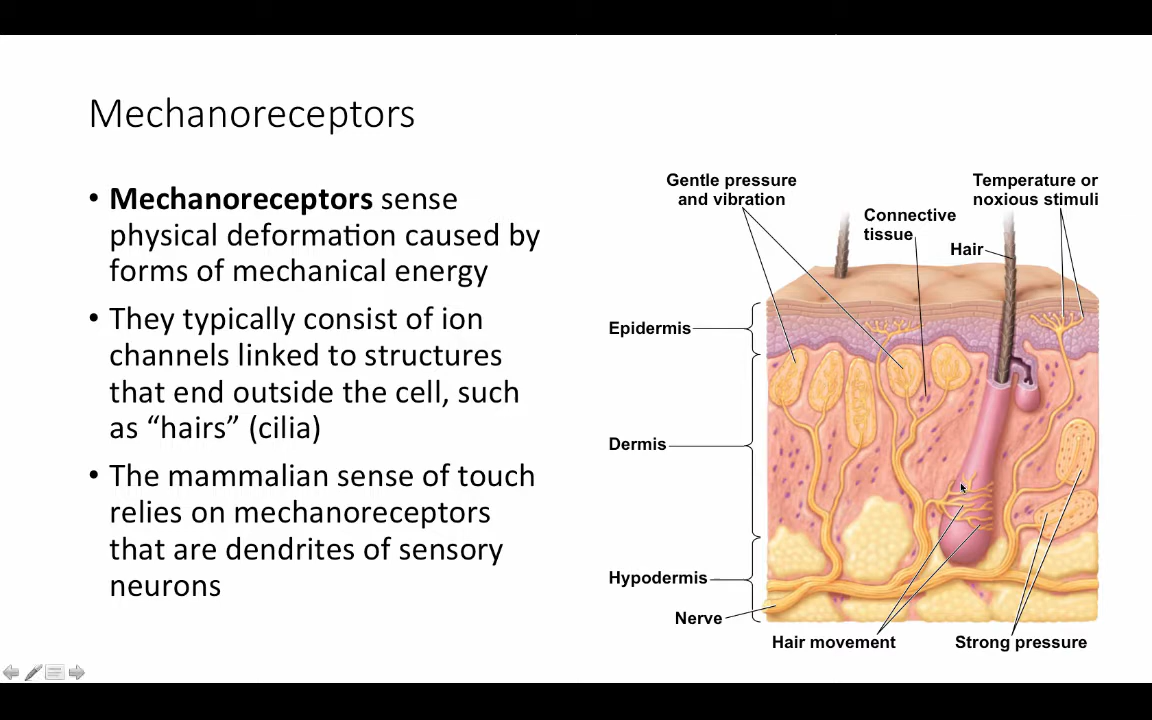 Mechanoreceptors
• Mechanoreceptors sense
physical deformation caused by
forms of mechanical energy
• They typically consist of ion
channels linked to structures
that end outside the cell, such
as “hairs” (cilia)
• The mammalian sense of touch
relies on mechanoreceptors
that are dendrites of sensory
neurons
Gentle pressure
and vibration
Connective
tissue
Hair
Temperature or
noxious stimuli
Epidermis
Dermis
Hypodermis
Nerve
Hair movement
Strong pressure